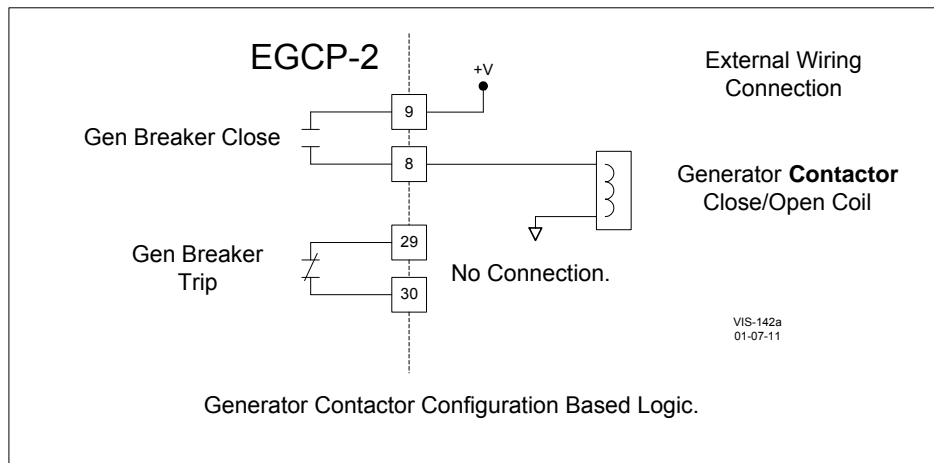 EGCP-2
+V
External Wiring
Connection
9
Gen Breaker Close
8
Generator Contactor
Close/Open Coil
29
Gen Breaker
Trip
No Connection.
30
VIS-142a
01-07-11
Generator Contactor Configuration Based Logic.